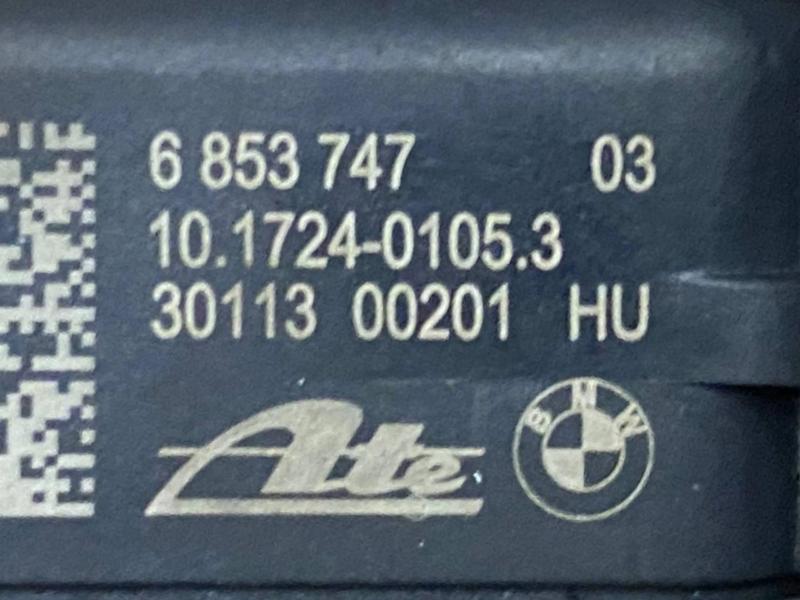 6 853 747 03
10.1724-0105.3
30113 00201 HU
Ate
BMW